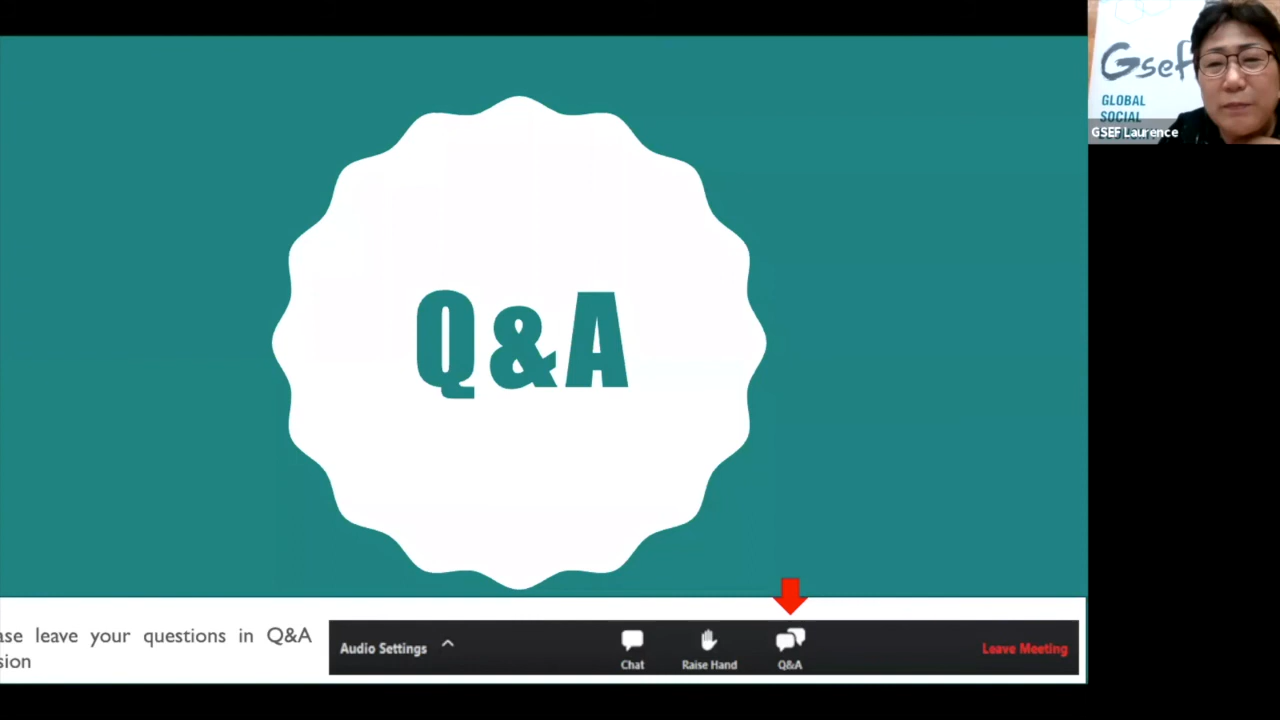 Gsef
GLOBAL
SOCIAL
GSEF Laurence
Q&A
ase leave your questions in Q&A
sion
Audio Settings
Chat
Raise Hand
Q&A
Leave Meeting